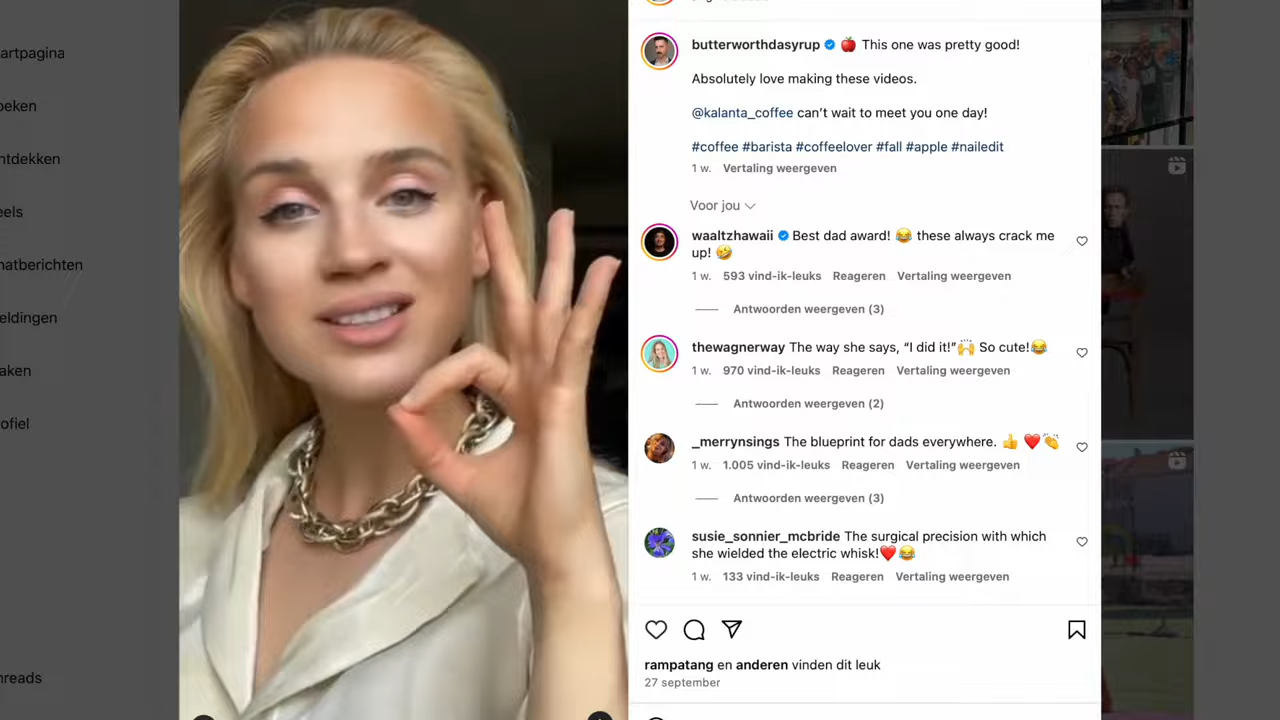 artpagina
oeken
ntdekken
eels
hatberichten
eldingen
aken
ofiel
hreads
butterworthdasyrup 🍎 This one was pretty good!
Absolutely love making these videos.
@kalanta_coffee can't wait to meet you one day!
#coffee #barista #coffeelover #fall #apple #nailedit
1 w. Vertaling weergeven
Voor jou
waaltzhawaii Best dad award! 😂 these always crack me
up! 🤣
1 w. 593 vind-ik-leuks Reageren Vertaling weergeven
Antwoorden weergeven (3)
thewagnerway The way she says, “I did it!”🙌 So cute!😂
1 w. 970 vind-ik-leuks Reageren Vertaling weergeven
Antwoorden weergeven (2)
_merrynsings The blueprint for dads everywhere. 👍 ❤️👏
1 w. 1.005 vind-ik-leuks Reageren Vertaling weergeven
Antwoorden weergeven (3)
susie_sonnier_mcbride The surgical precision with which
she wielded the electric whisk!❤️😂
1 w. 133 vind-ik-leuks Reageren Vertaling weergeven
rampatang en anderen vinden dit leuk
27 september